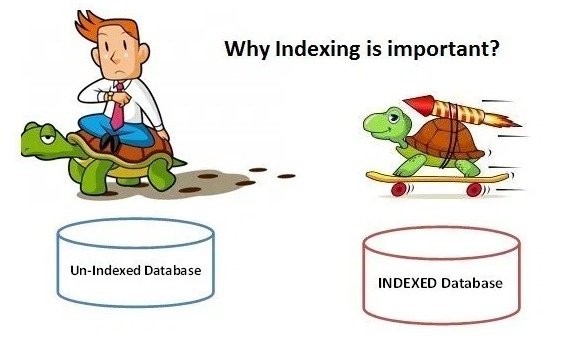 Why Indexing is important?
Un-Indexed Database
INDEXED Database